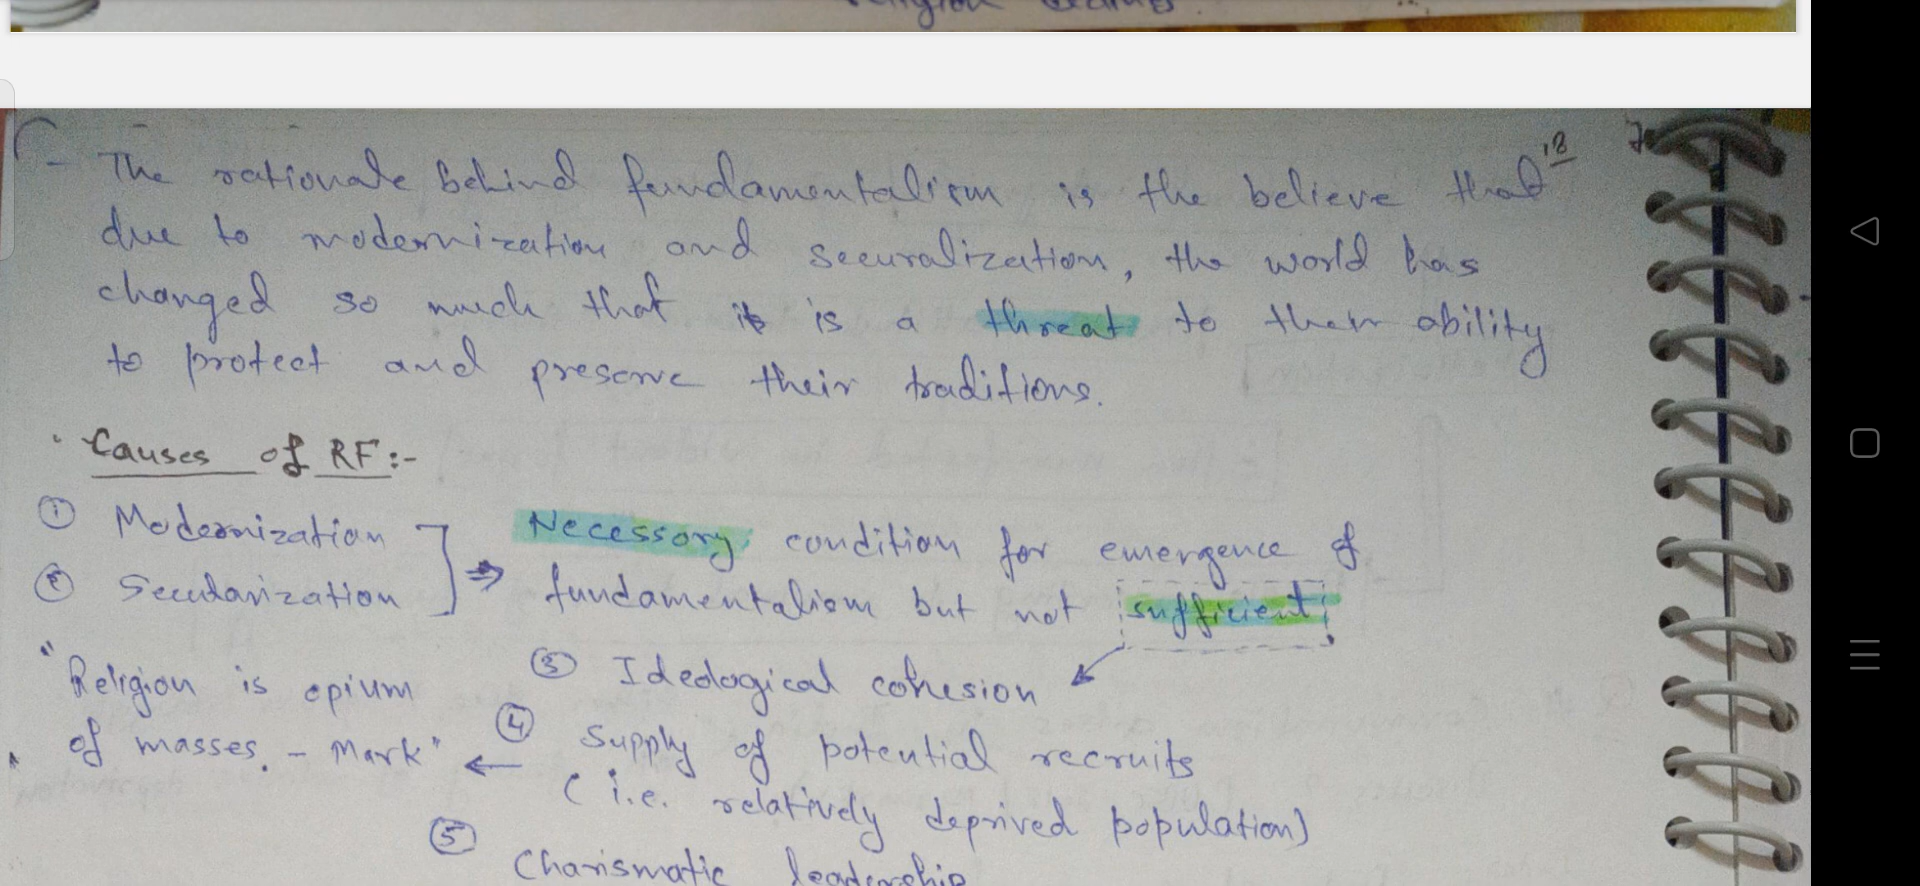 - The rationale behind fundamentalism is the believe that
due to modernization and securalization, the world has
changed so much that it is a threat to their ability
to protect and preserve their traditions.
· Causes of RF:-
① Modernization
② Secularization
⇒ Necessary condition for emergence of
fundamentalism but not sufficient
③ Ideological cohesion
"Religion is opium
of masses. - Mark"
④ Supply of potential recruits
(i.e. relatively deprived population)
⑤ Charismatic leadership